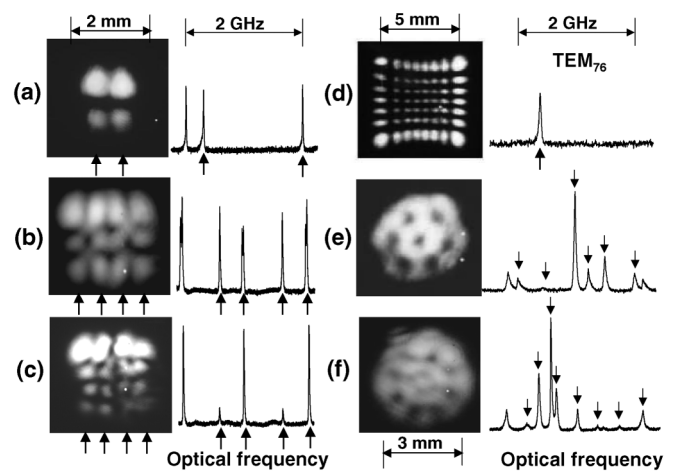 2 mm
2 GHz
5 mm
2 GHz
TEM76
(a)
(d)
(b)
(e)
(c)
(f)
3 mm
Optical frequency
Optical frequency